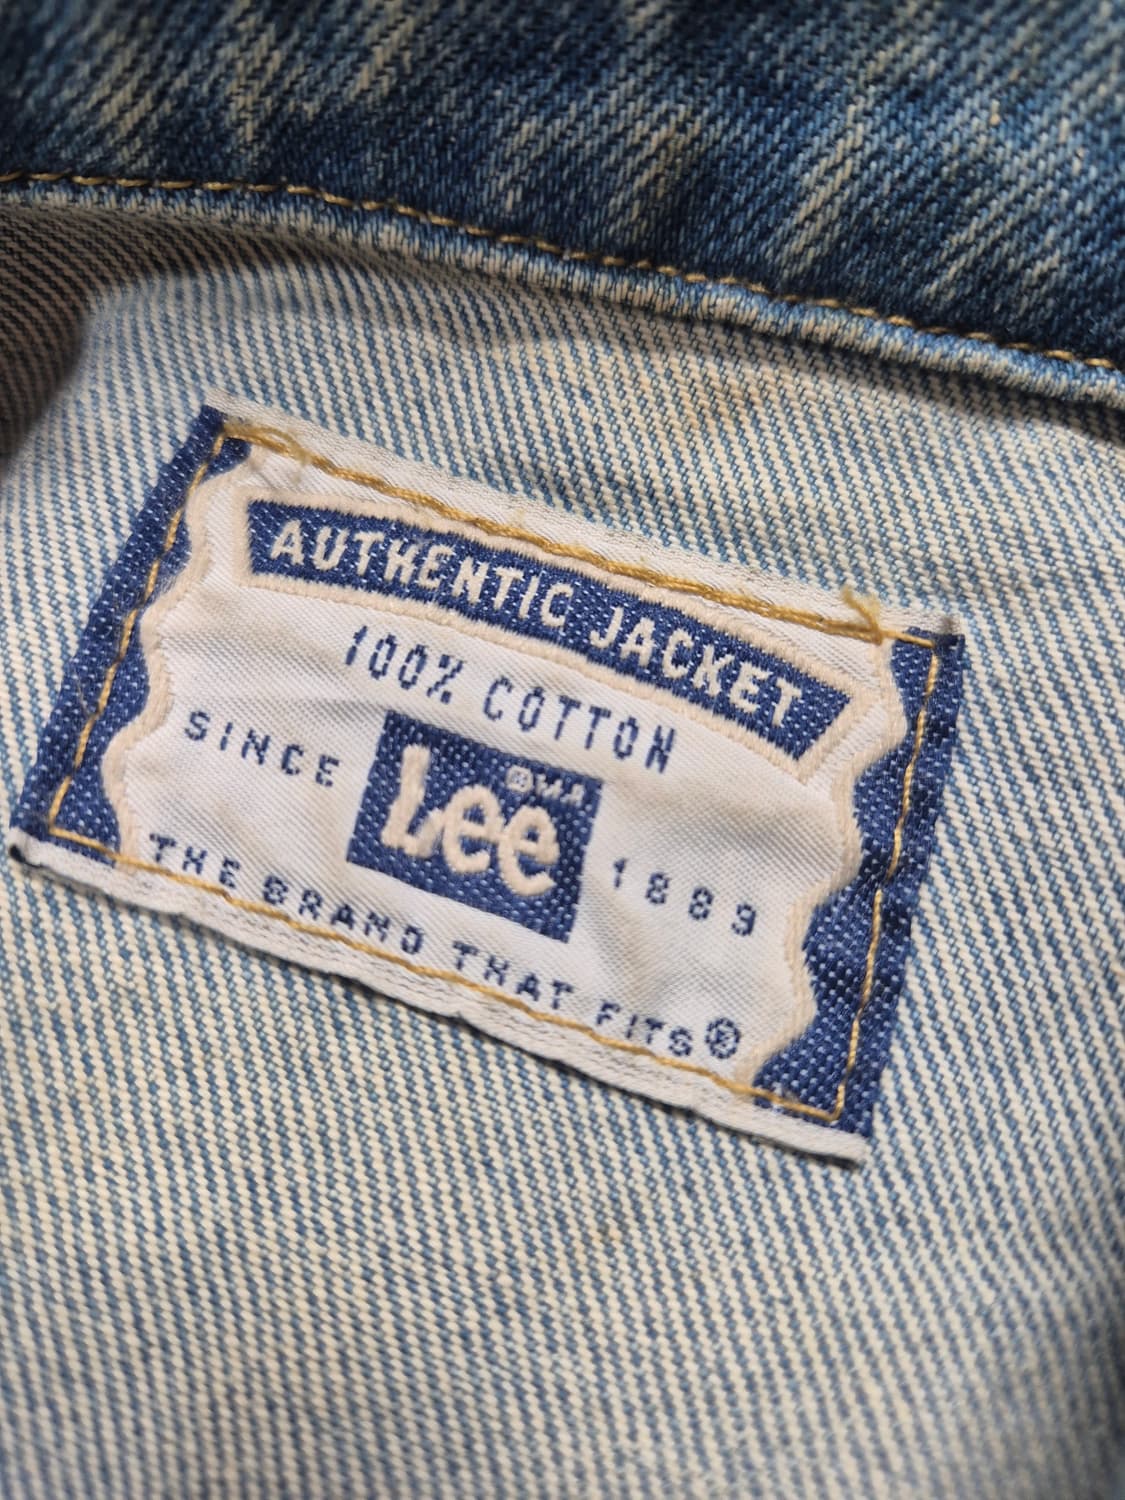 AUTHENTIC JACKET
100% COTTON
SINCE Lee ® M.R. 1889
THE BRAND THAT FITS®